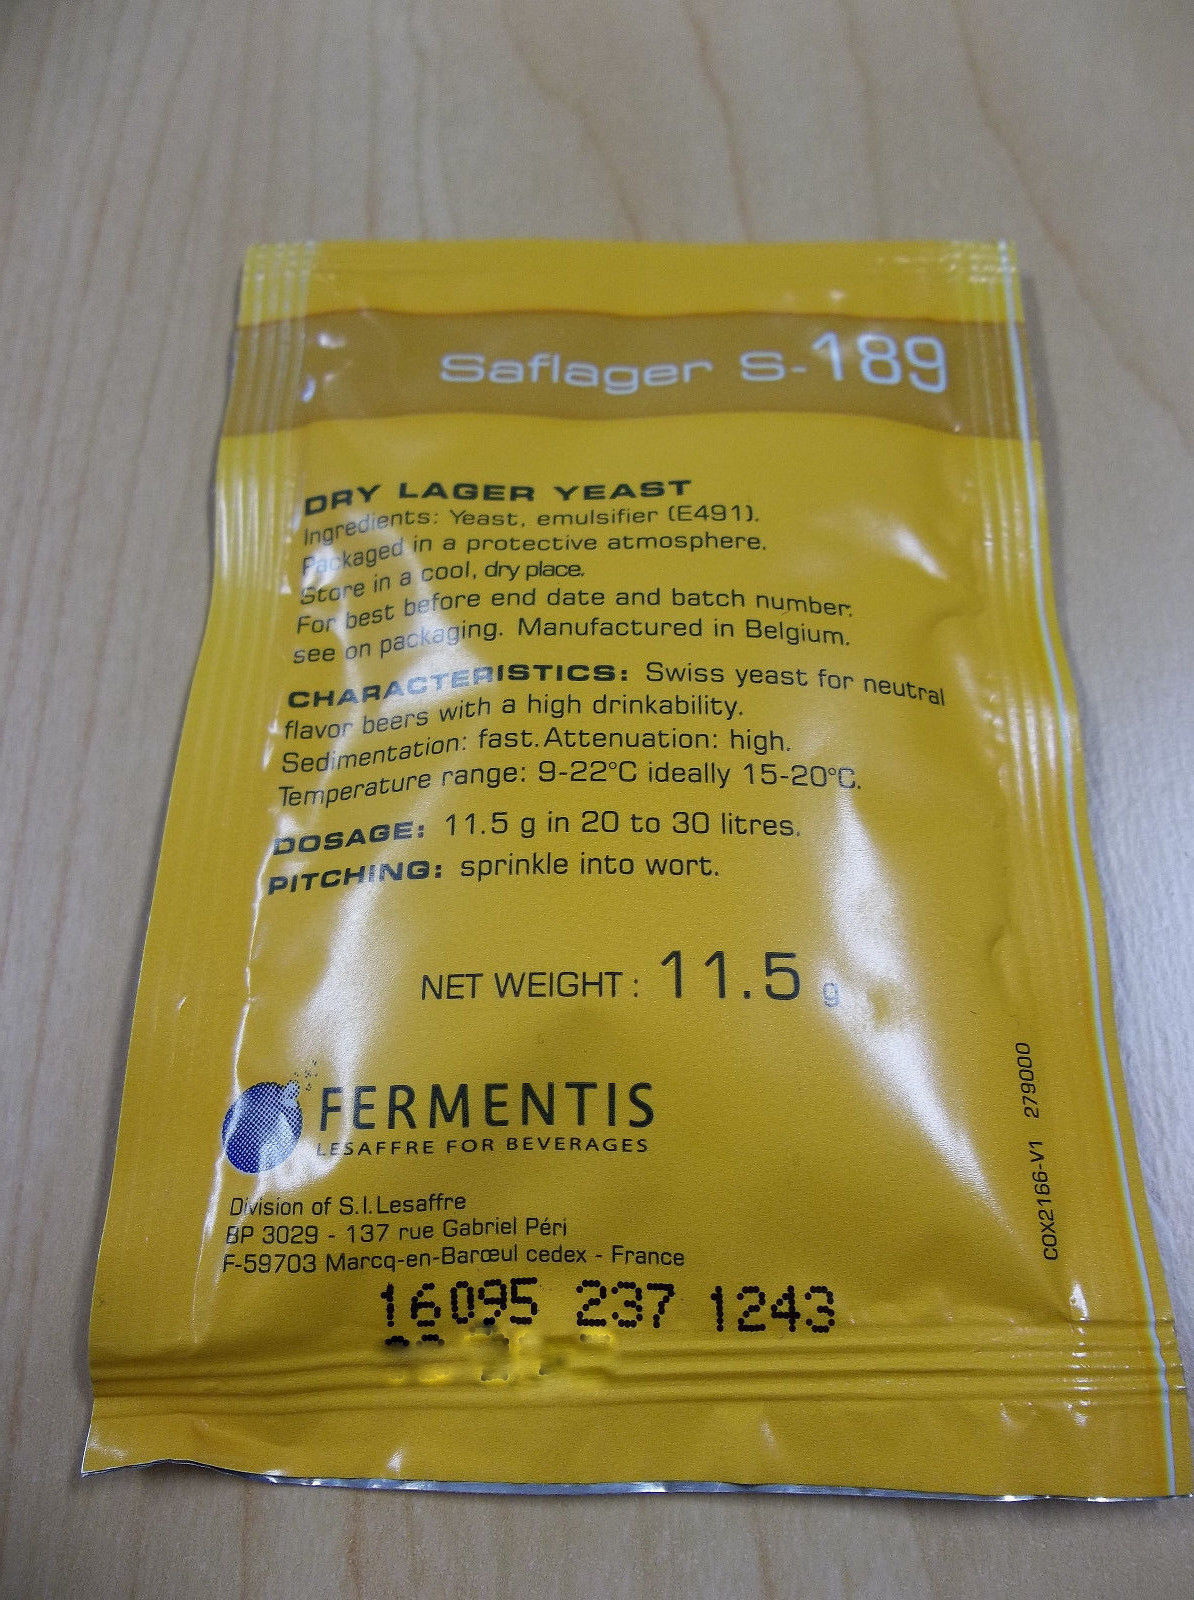 Saflager S-189
DRY LAGER YEAST
Ingredients: Yeast, emulsifier (E491).
Packaged in a protective atmosphere.
Store in a cool, dry place.
For best before end date and batch number:
see on packaging. Manufactured in Belgium.
CHARACTERISTICS: Swiss yeast for neutral
flavor beers with a high drinkability.
Sedimentation: fast. Attenuation: high.
Temperature range: 9-22°C ideally 15-20°C.
DOSAGE: 11.5 g in 20 to 30 litres.
PITCHING: sprinkle into wort.
NET WEIGHT : 11.5 g
FERMENTIS
LESAFFRE FOR BEVERAGES
Division of S.I.Lesaffre
BP 3029 - 137 rue Gabriel Péri
F-59703 Marcq-en-Barœul cedex - France
16095 237 1243
COX2166-V1 279000